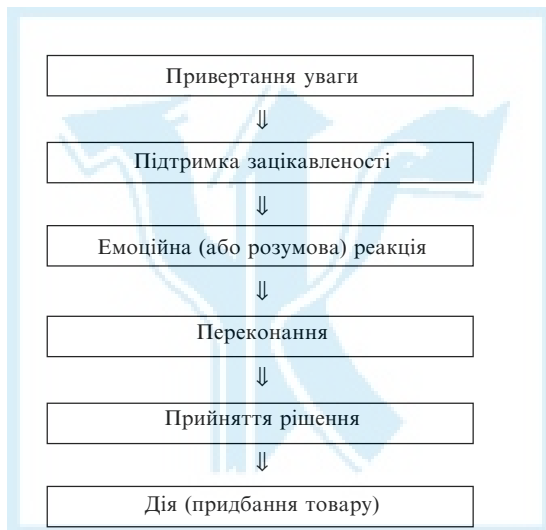 Привертання уваги
⇓
Підтримка зацікавленості
⇓
Емоційна (або розумова) реакція
⇓
Переконання
⇓
Прийняття рішення
⇓
Дія (придбання товару)